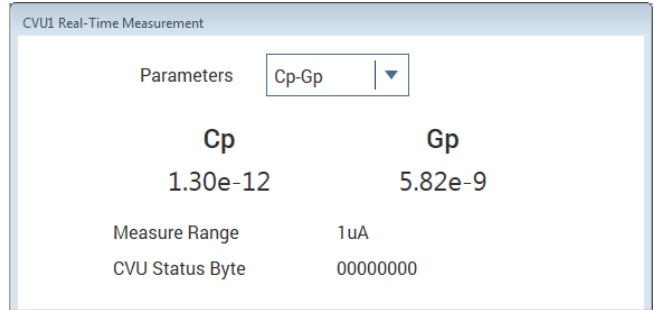 CVU1 Real-Time Measurement
Parameters Cp-Gp
Cp Gp
1.30e-12 5.82e-9
Measure Range 1uA
CVU Status Byte 00000000